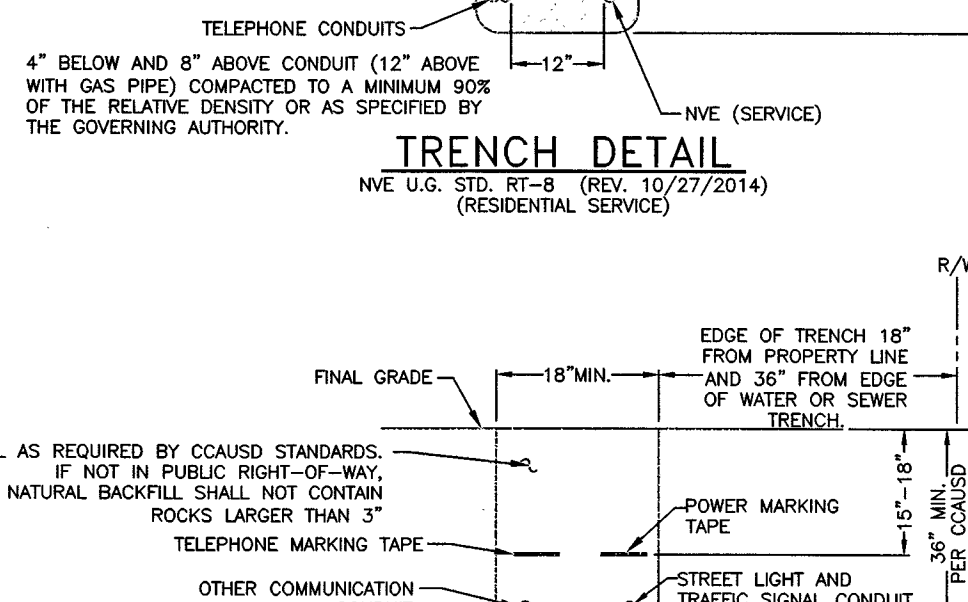 TELEPHONE CONDUITS
4" BELOW AND 8" ABOVE CONDUIT (12" ABOVE
WITH GAS PIPE) COMPACTED TO A MINIMUM 90%
OF THE RELATIVE DENSITY OR AS SPECIFIED BY
THE GOVERNING AUTHORITY.
12"
NVE (SERVICE)
TRENCH DETAIL
NVE U.G. STD. RT-8 (REV. 10/27/2014)
(RESIDENTIAL SERVICE)
FINAL GRADE
18"MIN.
EDGE OF TRENCH 18"
FROM PROPERTY LINE
AND 36" FROM EDGE
OF WATER OR SEWER
TRENCH.
AS REQUIRED BY CCAUSD STANDARDS.
IF NOT IN PUBLIC RIGHT-OF-WAY,
NATURAL BACKFILL SHALL NOT CONTAIN
ROCKS LARGER THAN 3"
TELEPHONE MARKING TAPE
POWER MARKING
TAPE
15"-18"
36" MIN.
PER CCAUSD
OTHER COMMUNICATION
STREET LIGHT AND
TRAFFIC SIGNAL CONDUIT